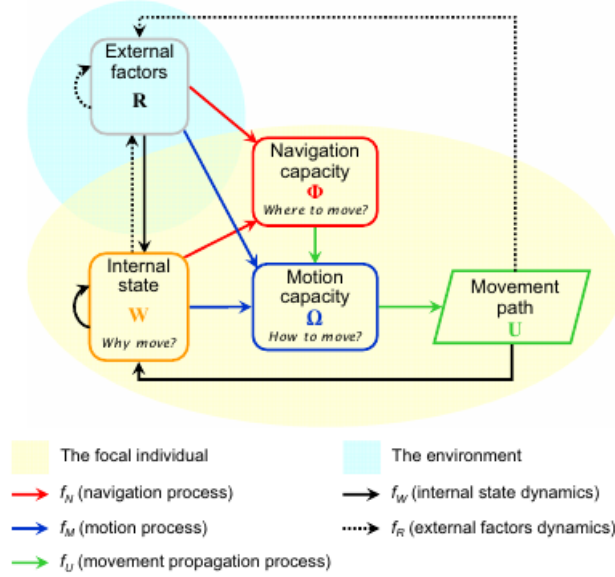 External
factors
R
Navigation
capacity
Φ
Where to move?
Internal
state
W
Why move?
Motion
capacity
Ω
How to move?
Movement
path
U
The focal individual
The environment
f_N (navigation process)
f_W (internal state dynamics)
f_M (motion process)
f_R (external factors dynamics)
f_U (movement propagation process)